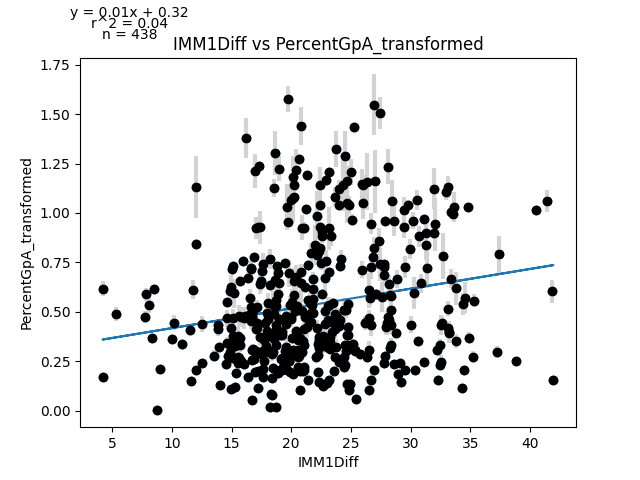 y = 0.01x + 0.32
r^2 = 0.04
n = 438
IMM1Diff vs PercentGpA_transformed
1.75
1.50
1.25
1.00
0.75
0.50
0.25
0.00
PercentGpA_transformed
5 10 15 20 25 30 35 40
IMM1Diff